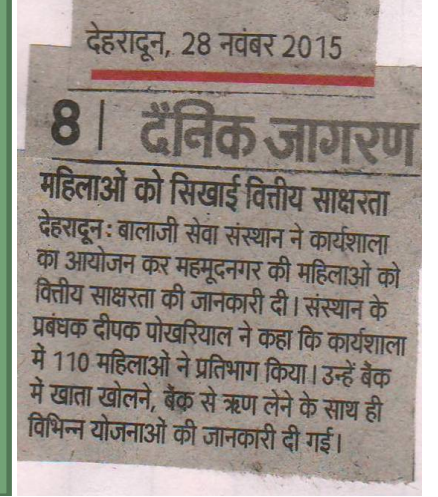 देहरादून, 28 नवंबर 2015
8 | दैनिक जागरण
महिलाओं को सिखाई वित्तीय साक्षरता
देहरादून : बालाजी सेवा संस्थान ने कार्यशाला
का आयोजन कर महमूदनगर की महिलाओं को
वित्तीय साक्षरता की जानकारी दी। संस्थान के
प्रबंधक दीपक पोखरियाल ने कहा कि कार्यशाला
में 110 महिलाओं ने प्रतिभाग किया। उन्हें बैंक
में खाता खोलने, बैंक से ऋण लेने के साथ ही
विभिन्न योजनाओं की जानकारी दी गई।